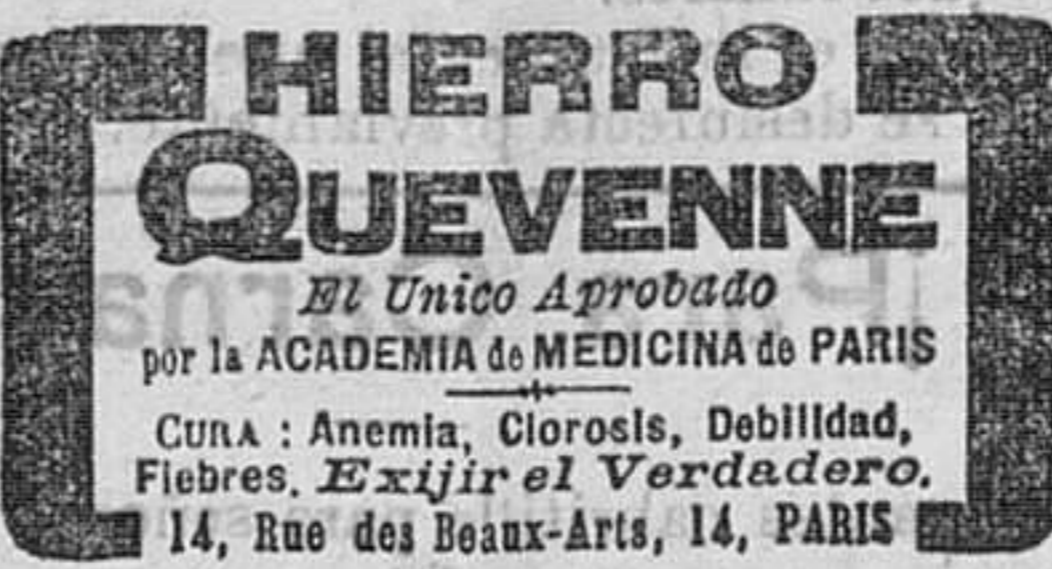 HIERRO
QUEVENNE
El Unico Aprobado
por la ACADEMIA de MEDICINA de PARIS
CURA : Anemia, Clorosis, Debilidad,
Fiebres. Exijir el Verdadero.
14, Rue des Beaux-Arts, 14, PARIS